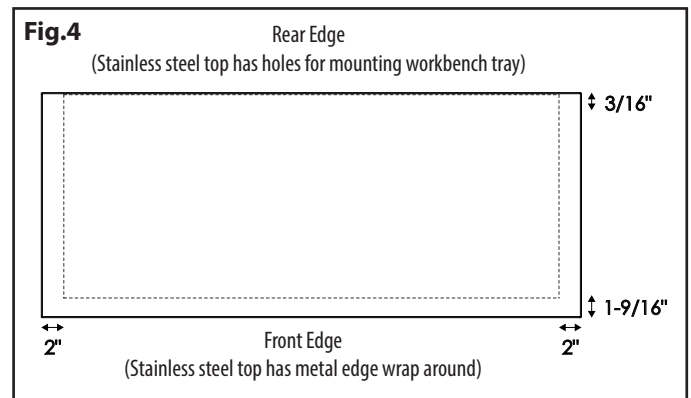 Fig.4
Rear Edge
(Stainless steel top has holes for mounting workbench tray)
3/16"
1-9/16"
2"
Front Edge
2"
(Stainless steel top has metal edge wrap around)